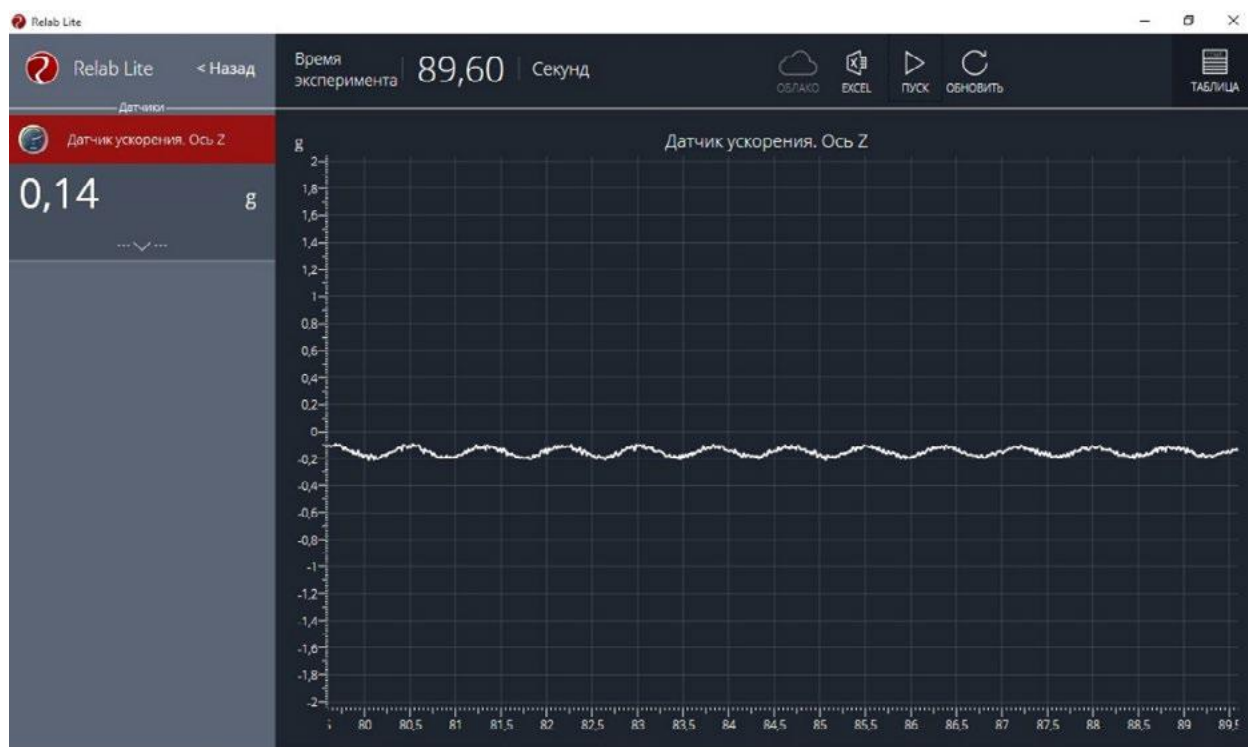 Relab Lite
Relab Lite < Назад
Время эксперимента 89,60 Секунд
ОБЛАКО EXCEL ПУСК ОБНОВИТЬ ТАБЛИЦА
Датчики
Датчик ускорения. Ось Z
0,14 g
g
Датчик ускорения. Ось Z
2
1,8
1,6
1,4
1,2
1
0,8
0,6
0,4
0,2
0
-0,2
-0,4
-0,6
-0,8
-1
-1,2
-1,4
-1,6
-1,8
-2
80 80,5 81 81,5 82 82,5 83 83,5 84 84,5 85 85,5 86 86,5 87 87,5 88 88,5 89